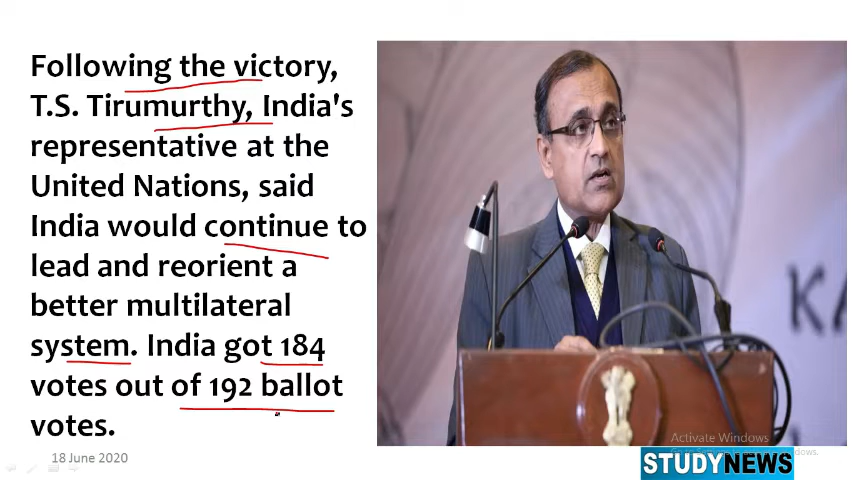 Following the victory,
T.S. Tirumurthy, India's
representative at the
United Nations, said
India would continue to
lead and reorient a
better multilateral
system. India got 184
votes out of 192 ballot
votes.
KA
Activate Windows
18 June 2020
STUDYNEWS